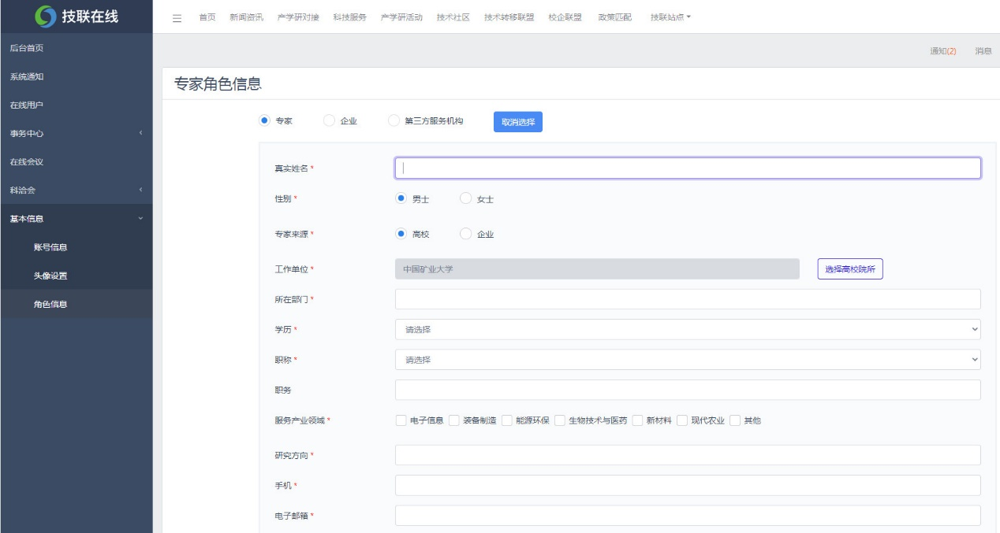 技联在线
首页 新闻资讯 产学研对接 科技服务 产学研活动 技术社区 技术转移联盟 校企联盟 政策匹配 技联站点
后台首页
系统通知
在线用户
事务中心
在线会议
科洽会
基本信息
账号信息
头像设置
角色信息
通知(2) 消息
专家角色信息
专家 企业 第三方服务机构 取消选择
真实姓名 *
性别 * 男士 女士
专家来源 * 高校 企业
工作单位 * 中国矿业大学 选择高校院所
所在部门 *
学历 * 请选择
职称 * 请选择
职务
服务产业领域 * 电子信息 装备制造 能源环保 生物技术与医药 新材料 现代农业 其他
研究方向 *
手机 *
电子邮箱 *